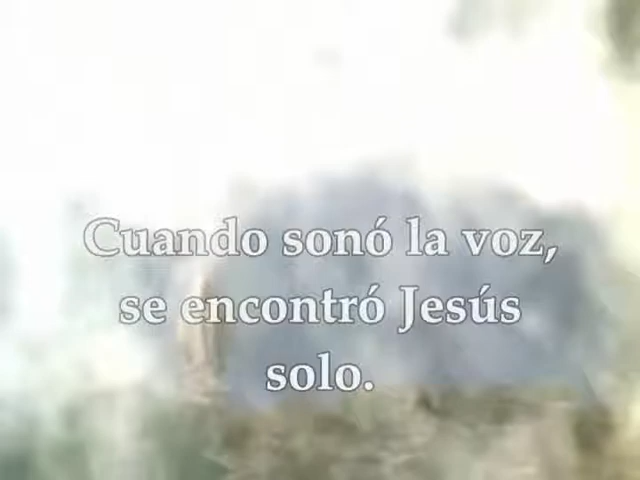 Cuando sonó la voz,
se encontró Jesús
solo.